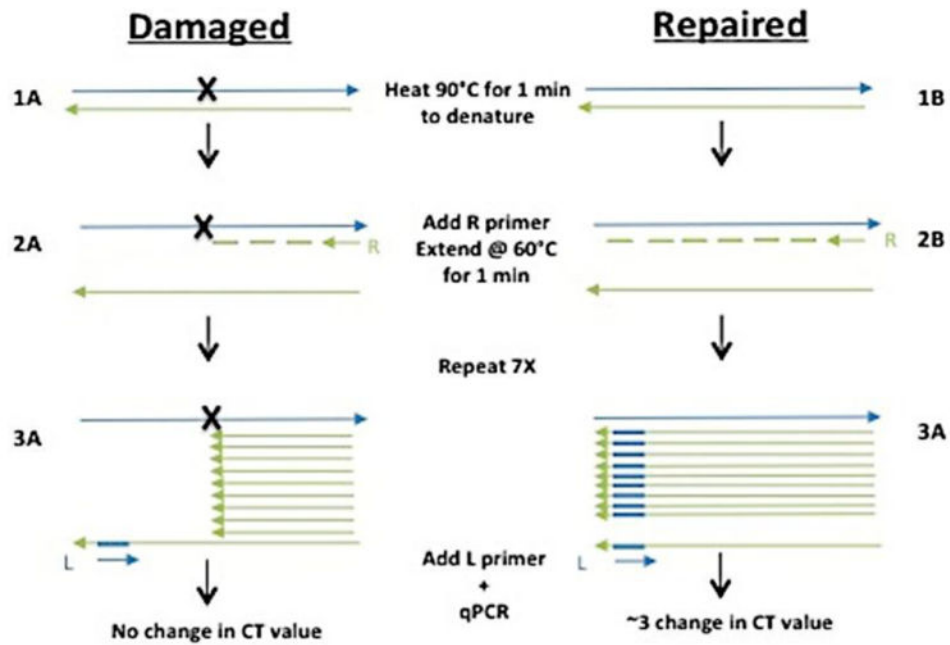 Damaged
Repaired
1A
X
Heat 90°C for 1 min
to denature
1B
2A
X
R
Add R primer
Extend @ 60°C
for 1 min
R
2B
Repeat 7X
3A
X
3A
L
Add L primer
+
qPCR
L
No change in CT value
~3 change in CT value